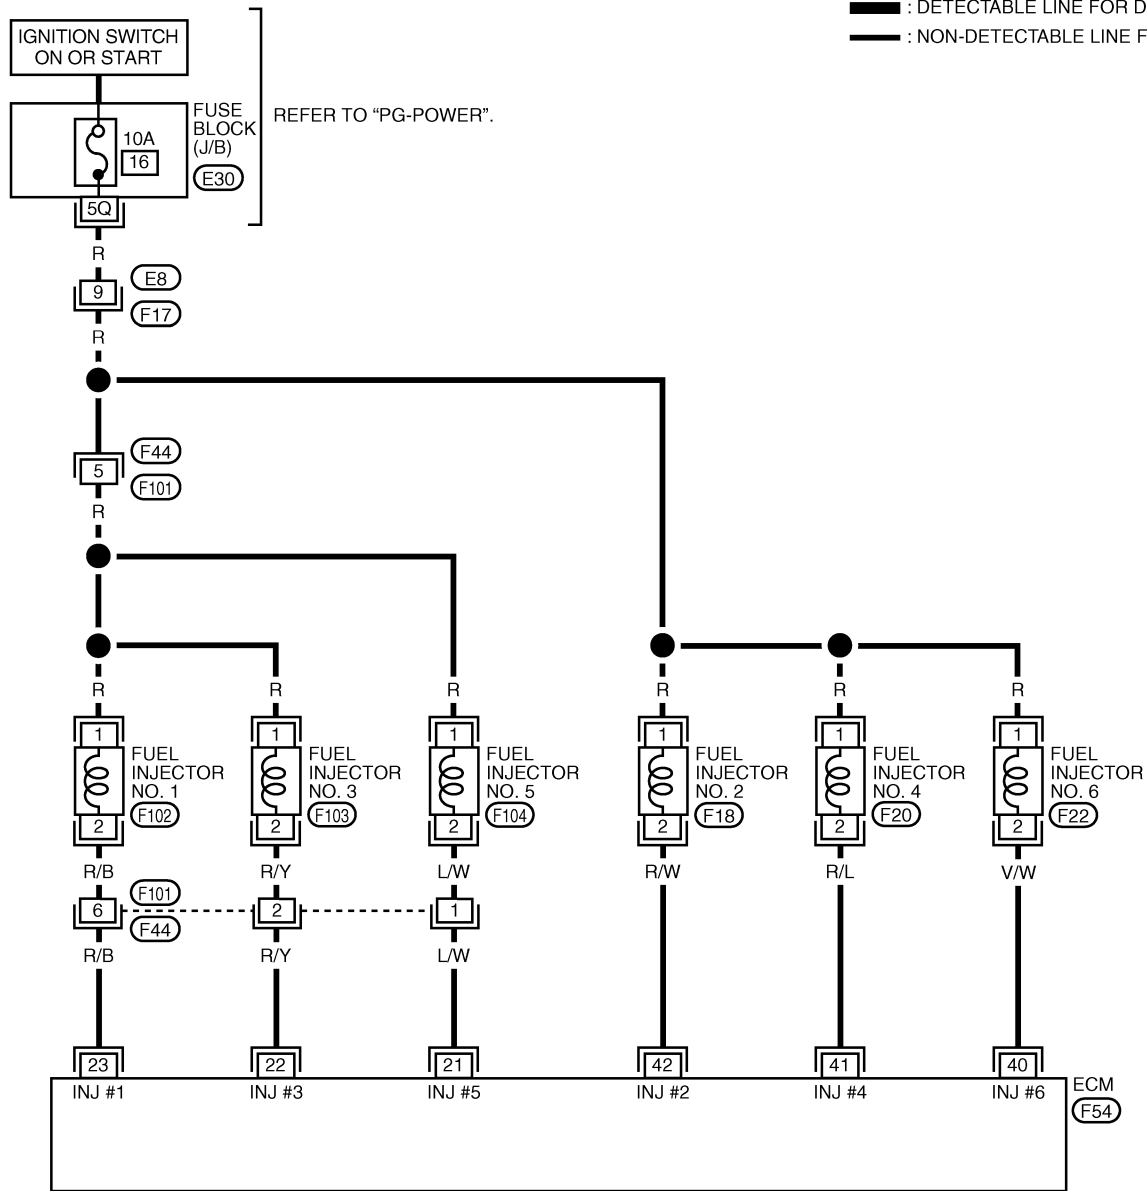 : DETECTABLE LINE FOR D
: NON-DETECTABLE LINE F
IGNITION SWITCH
ON OR START
FUSE
BLOCK
(J/B)
E30
10A
16
5Q
REFER TO “PG-POWER”.
R
9
E8
F17
R
5
F44
F101
R
R
R
R
R
R
R
1
1
1
1
1
1
FUEL
INJECTOR
NO. 1
F102
FUEL
INJECTOR
NO. 3
F103
FUEL
INJECTOR
NO. 5
F104
FUEL
INJECTOR
NO. 2
F18
FUEL
INJECTOR
NO. 4
F20
FUEL
INJECTOR
NO. 6
F22
2
2
2
2
2
2
R/B
R/Y
L/W
R/W
R/L
V/W
F101
6
2
1
F44
R/B
R/Y
L/W
23
22
21
42
41
40
INJ #1
INJ #3
INJ #5
INJ #2
INJ #4
INJ #6
ECM
F54